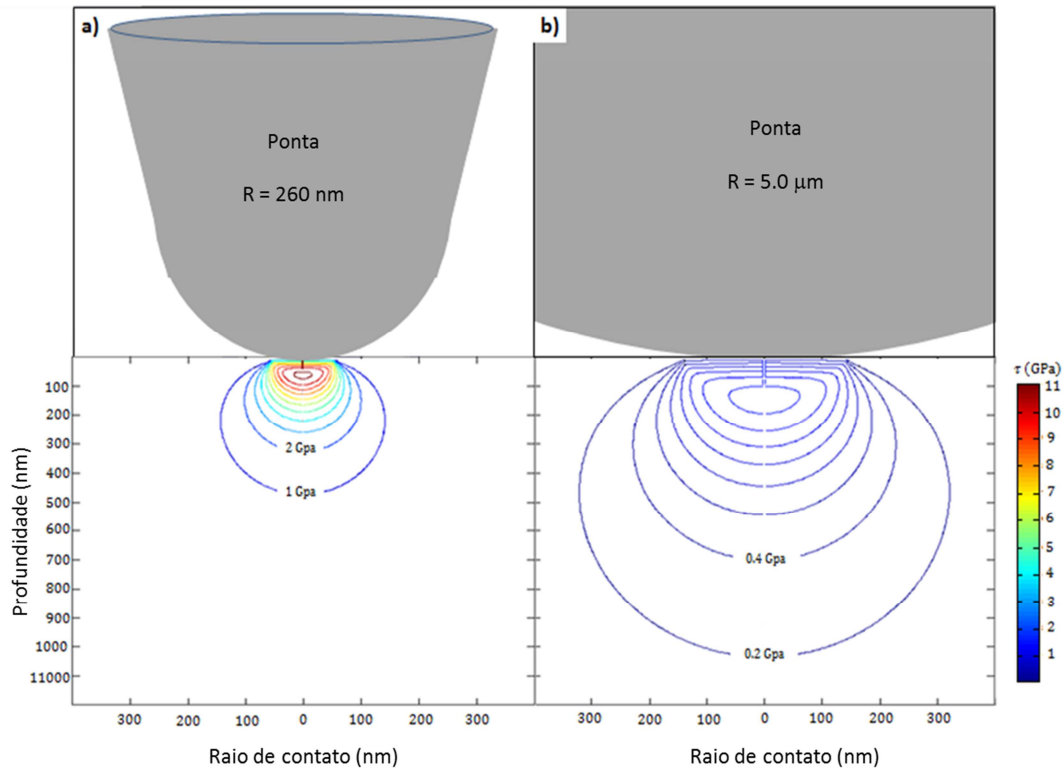 a)
Ponta
R = 260 nm
b)
Ponta
R = 5.0 μm
Profundidade (nm)
100
200
300
400
500
600
700
800
900
1000
11000
2 Gpa
1 Gpa
0.4 Gpa
0.2 Gpa
τ (GPa)
11
10
9
8
7
6
5
4
3
2
1
300 200 100 0 100 200 300
300 200 100 0 100 200 300
Raio de contato (nm)
Raio de contato (nm)